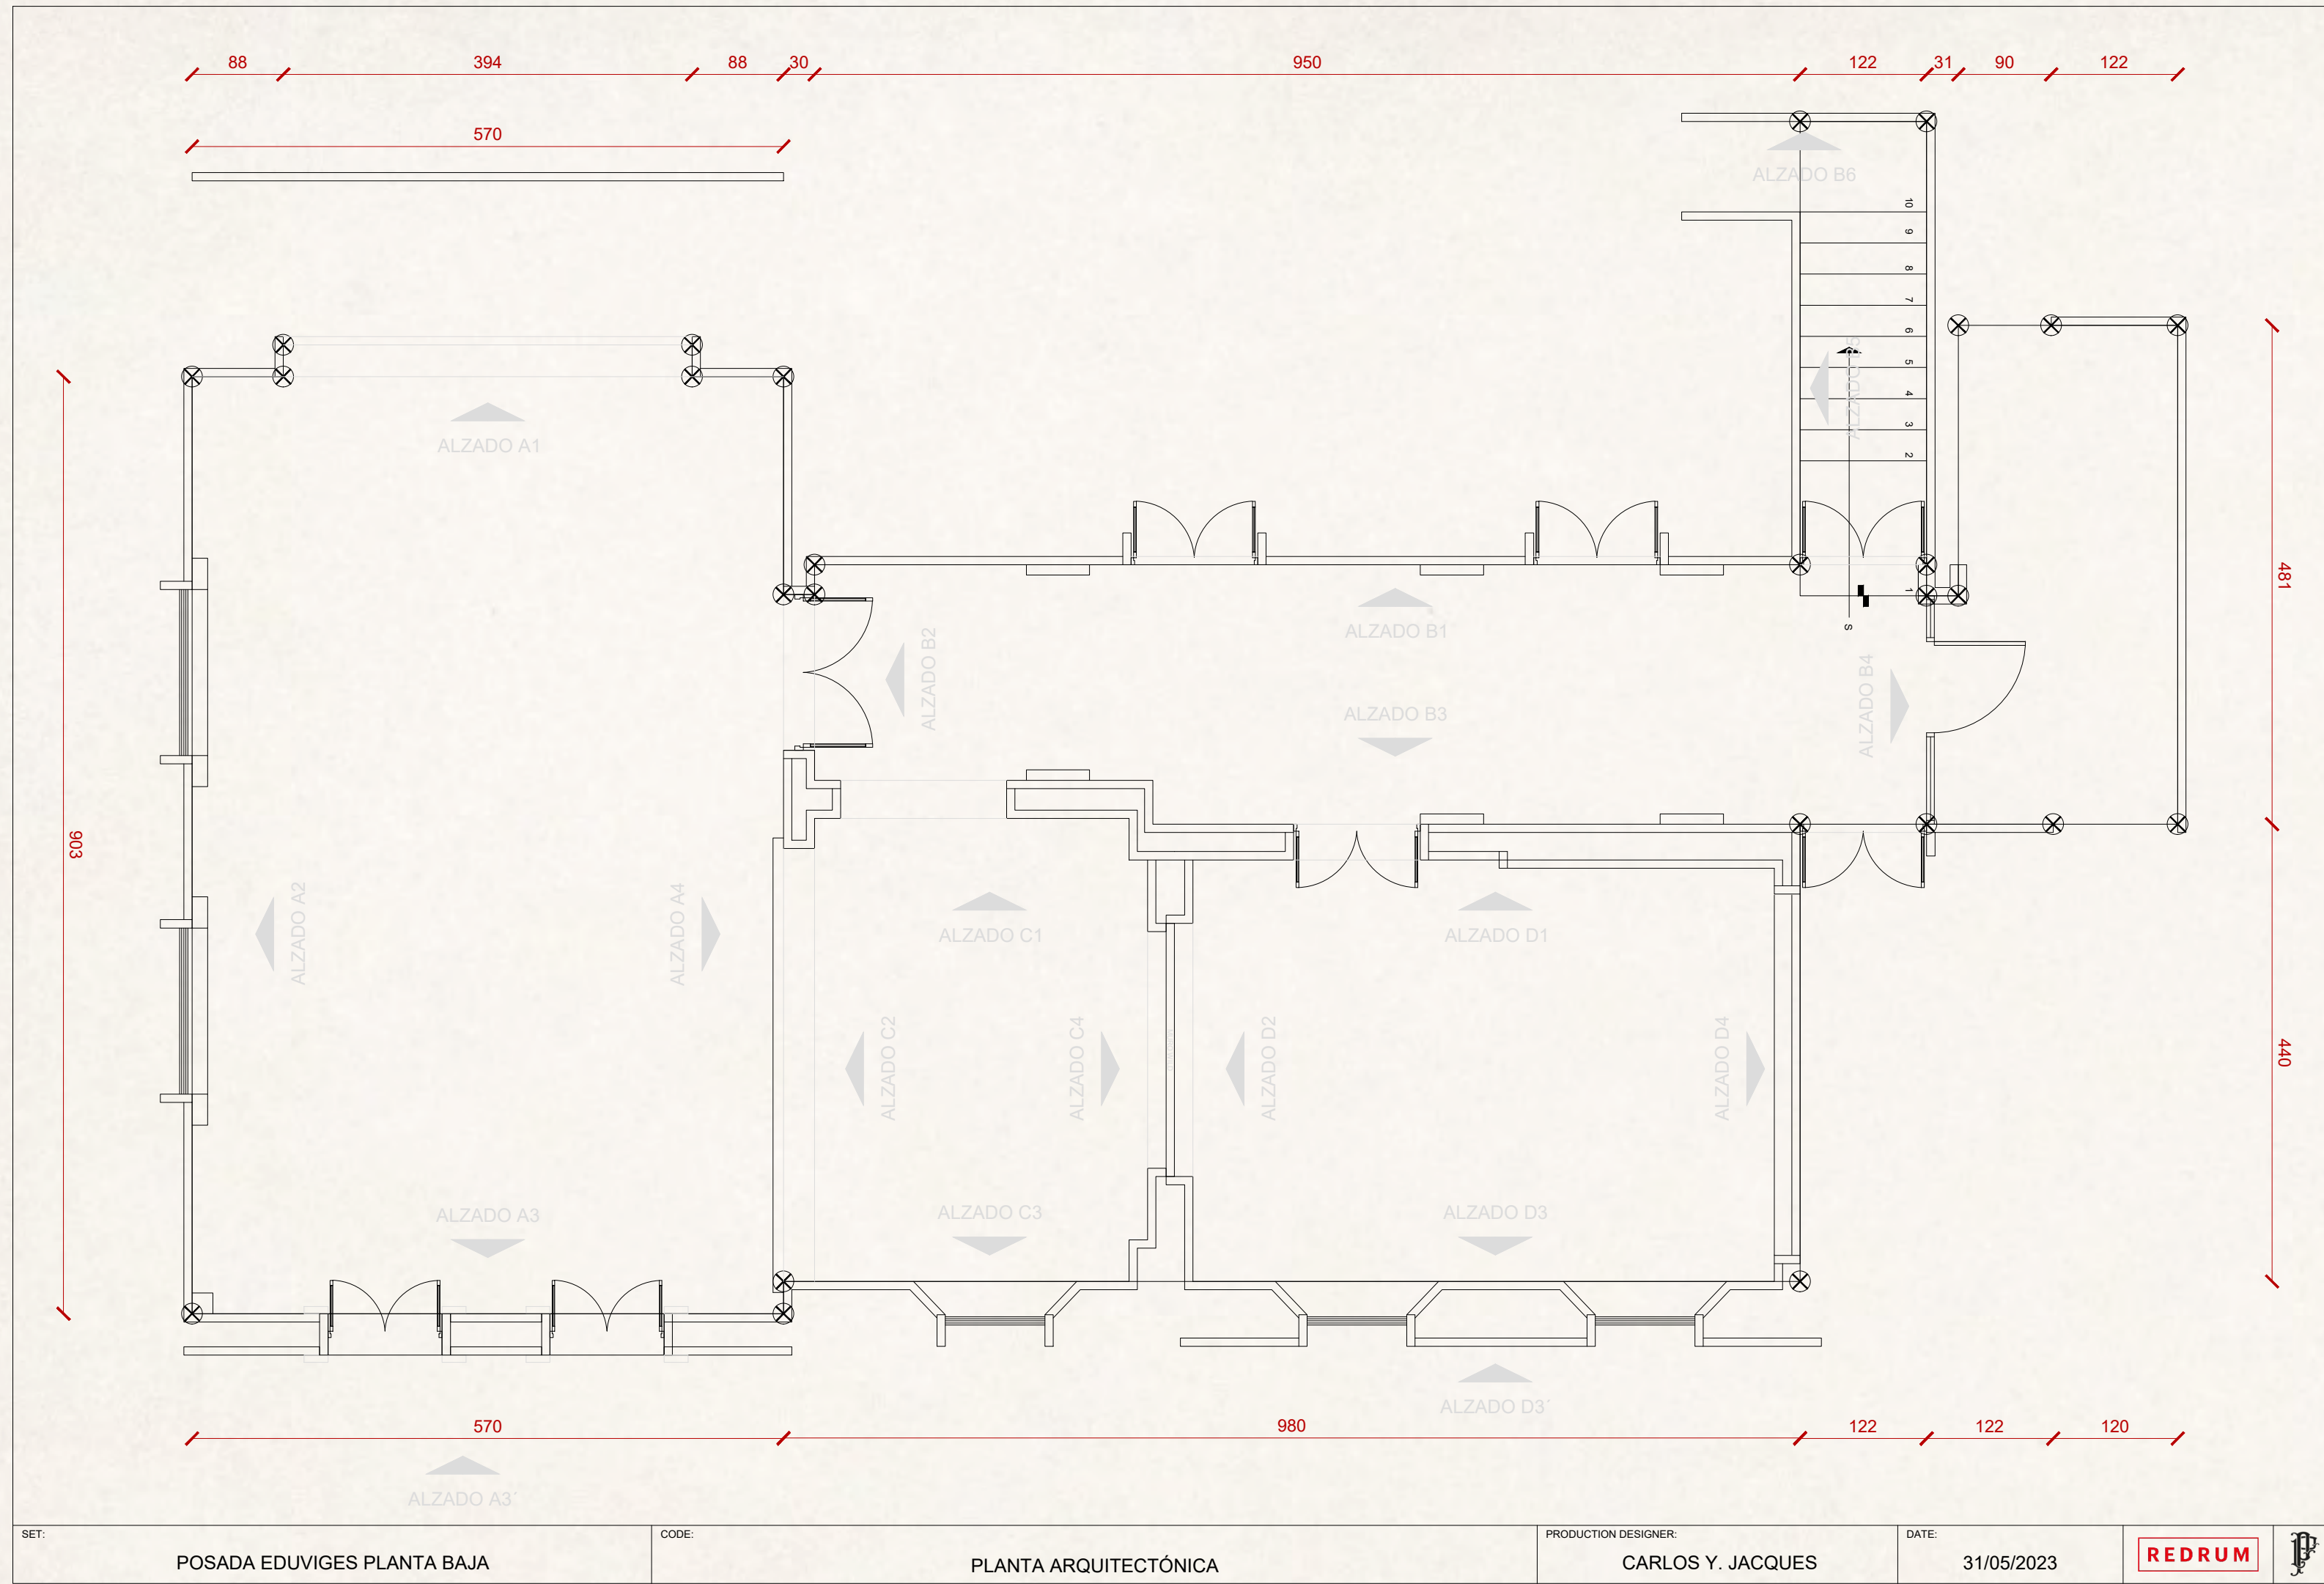 88 394 88 30 950 122 31 90 122
570
ALZADO B6
10
9
8
7
6
5
4
3
2
1
S
ALZADO B5
ALZADO A1
481
ALZADO B1
ALZADO B2
ALZADO B3
ALZADO B4
903
ALZADO A2
ALZADO A4
ALZADO C1
ALZADO D1
ALZADO C2
ALZADO C4
ALZADO D2
ALZADO D4
440
ALZADO A3
ALZADO C3
ALZADO D3
ALZADO D3´
570 980 122 122 120
ALZADO A3´
SET:
POSADA EDUVIGES PLANTA BAJA
CODE:
PLANTA ARQUITECTÓNICA
PRODUCTION DESIGNER:
CARLOS Y. JACQUES
DATE:
31/05/2023
REDRUM